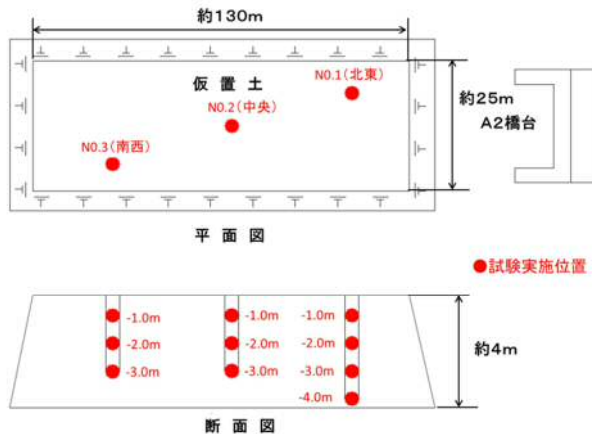 約130m
仮 置 土
N0.1(北東)
N0.2(中央)
N0.3(南西)
約25m
A2橋台
平 面 図
●試験実施位置
-1.0m
-1.0m
-1.0m
-2.0m
-2.0m
-2.0m
-3.0m
-3.0m
-3.0m
-4.0m
約4m
断 面 図